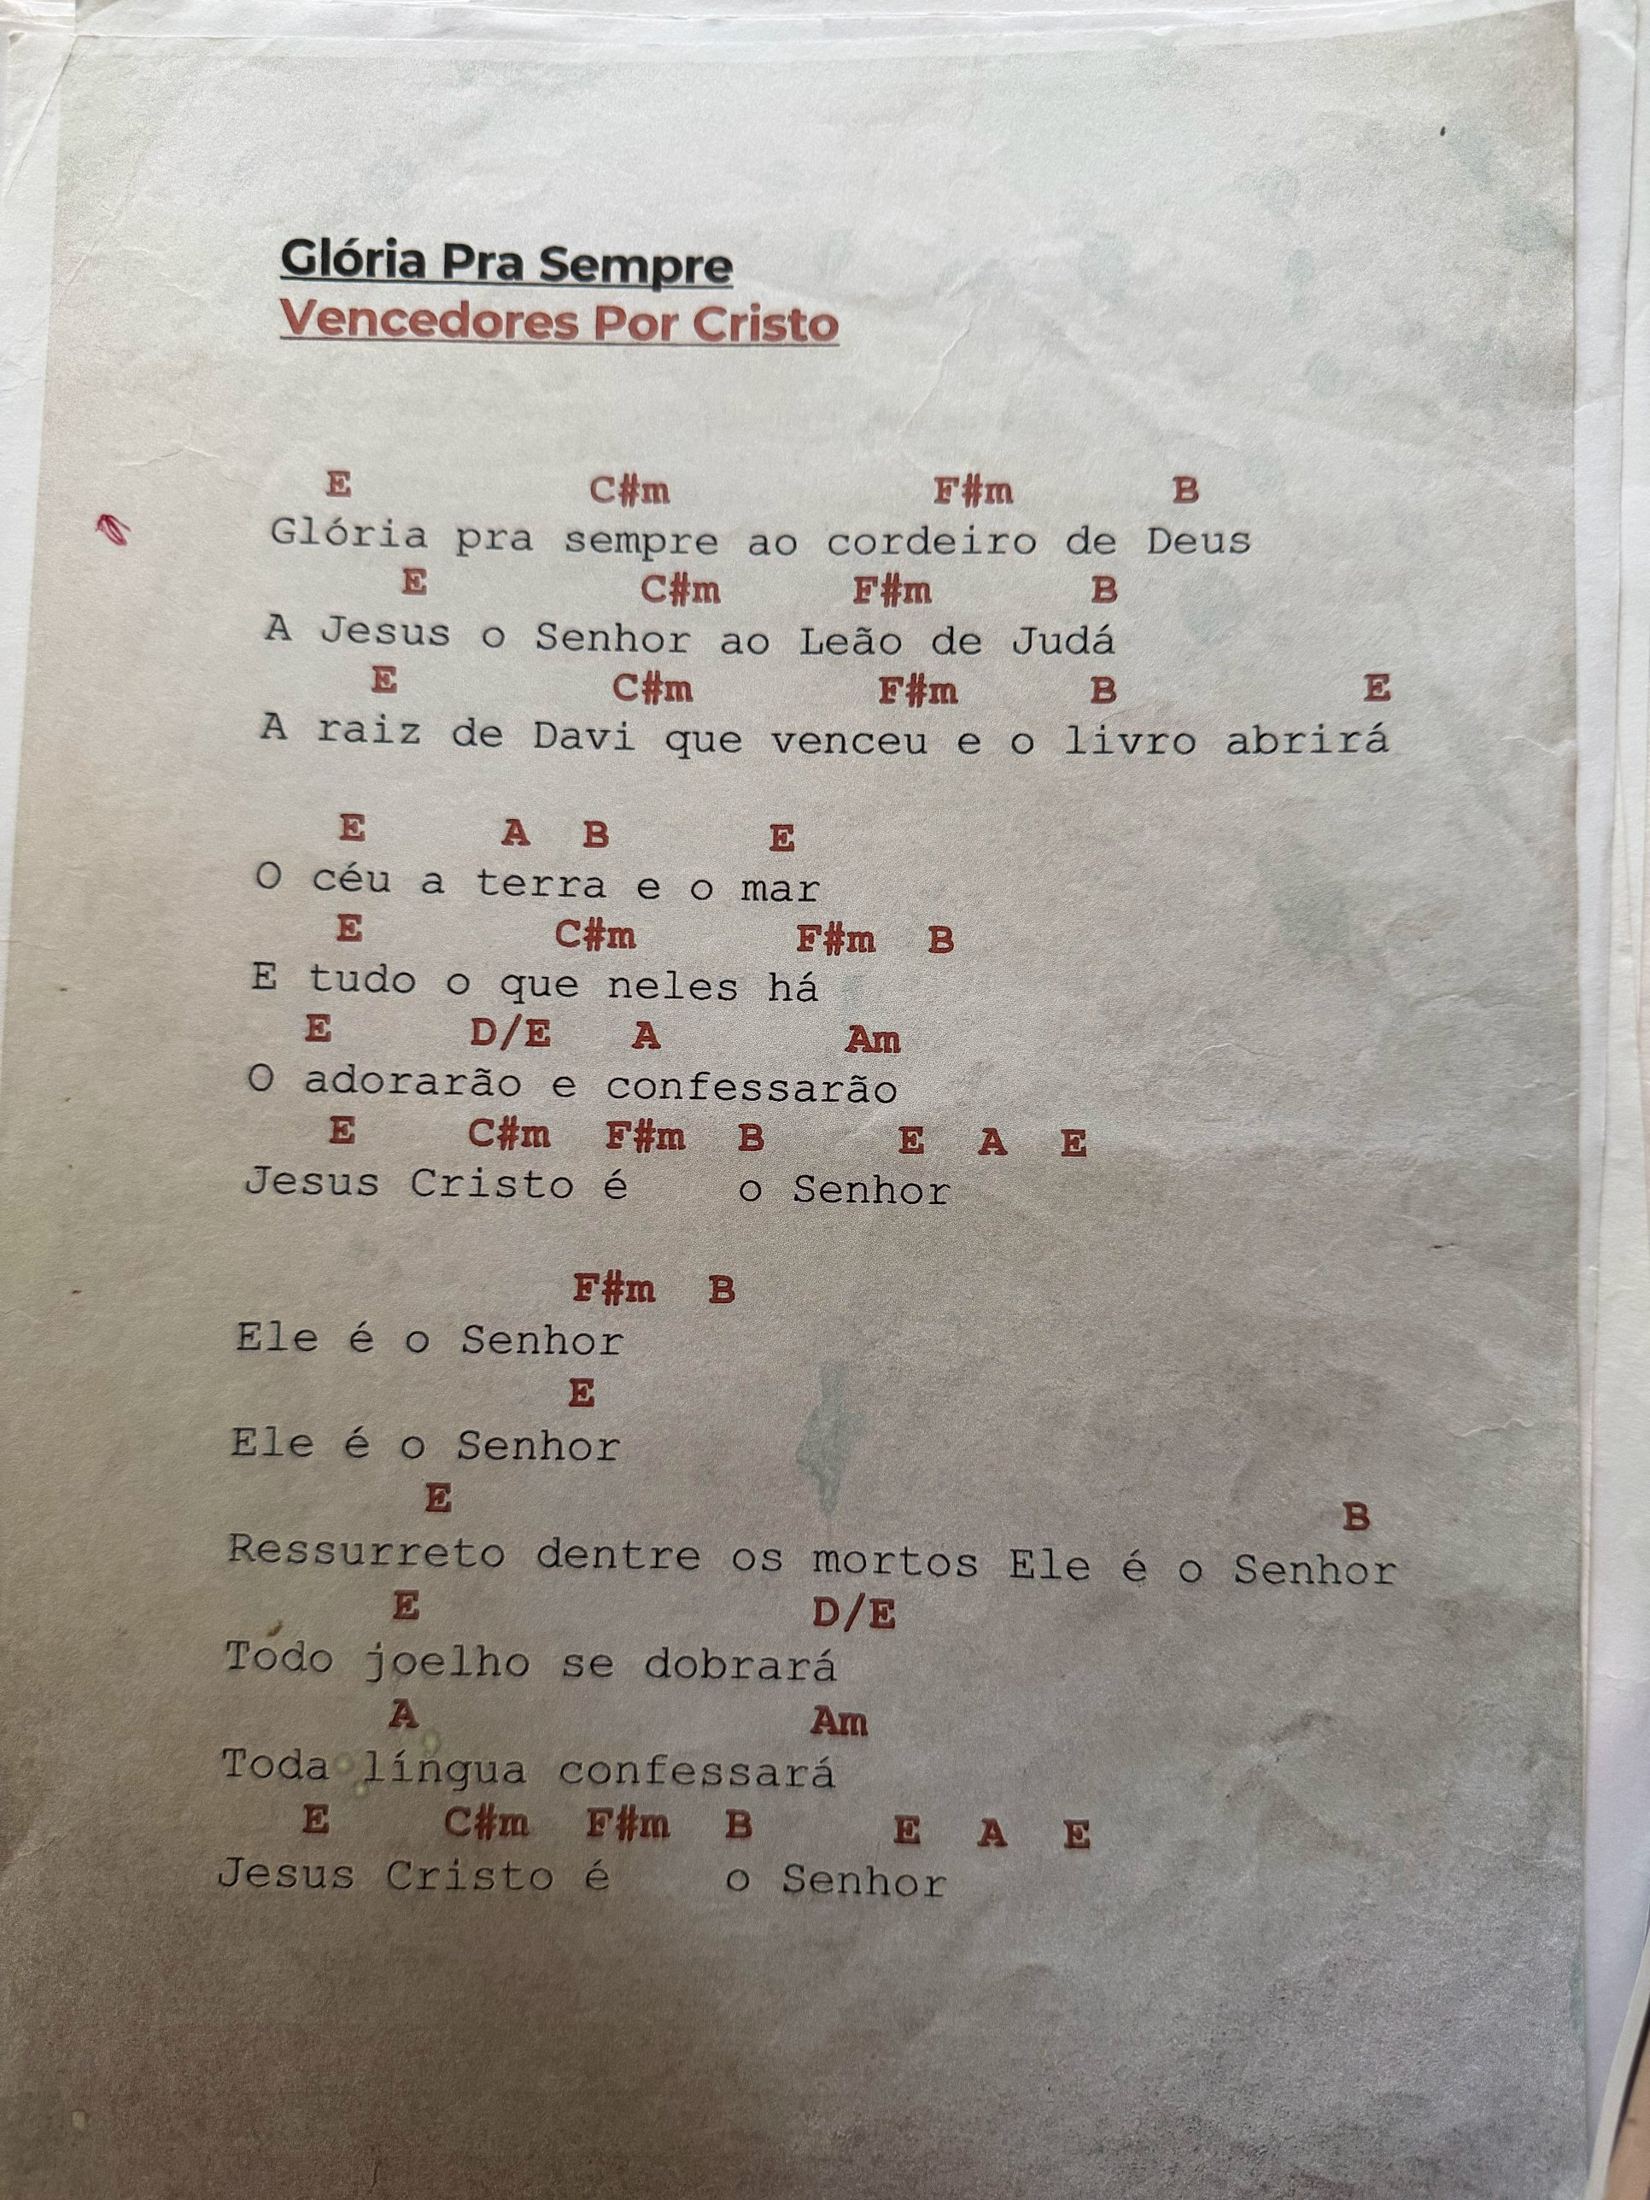 Glória Pra Sempre
Vencedores Por Cristo
E C#m F#m B
Glória pra sempre ao cordeiro de Deus
E C#m F#m B
A Jesus o Senhor ao Leão de Judá
E C#m F#m B E
A raiz de Davi que venceu e o livro abrirá
E A B E
O céu a terra e o mar
E C#m F#m B
E tudo o que neles há
E D/E A Am
O adorarão e confessarão
E C#m F#m B E A E
Jesus Cristo é o Senhor
F#m B
Ele é o Senhor
E
Ele é o Senhor
E B
Ressurreto dentre os mortos Ele é o Senhor
E D/E
Todo joelho se dobrará
A Am
Toda língua confessará
E C#m F#m B E A E
Jesus Cristo é o Senhor